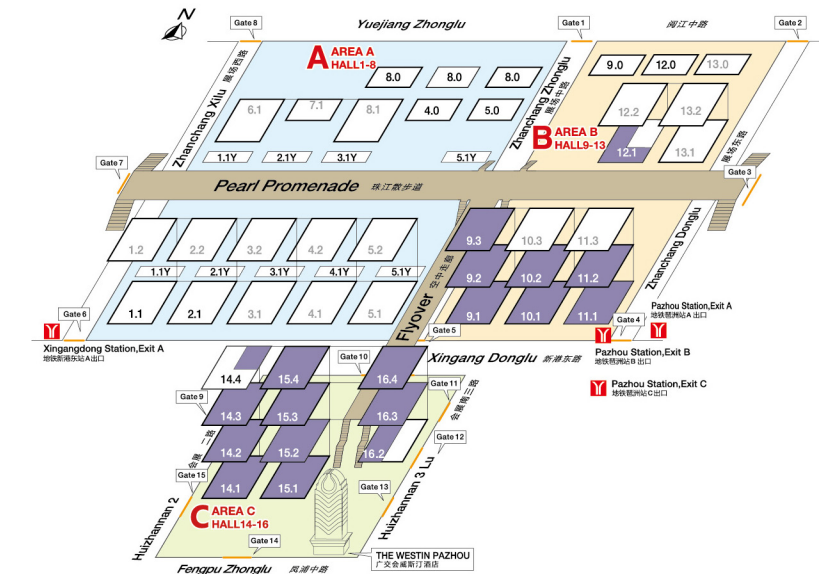 N
Gate 8
Yuejiang Zhonglu
Gate 1
阅江中路
Gate 2
A AREA A
HALL1-8
8.0
8.0
8.0
9.0
12.0
13.0
展场西路
Zhanchang Xilu
Zhanchang Zhonglu
展场中路
6.1
7.1
8.1
4.0
5.0
12.2
13.2
B AREA B
HALL9-13
12.1
13.1
展场东路
1.1Y
2.1Y
3.1Y
5.1Y
Gate 7
Gate 3
Pearl Promenade 珠江散步道
Zhanchang Donglu
1.2
2.2
3.2
4.2
5.2
9.3
10.3
11.3
1.1Y
2.1Y
3.1Y
4.1Y
5.1Y
Flyover 空中走廊
9.2
10.2
11.2
1.1
2.1
3.1
4.1
5.1
9.1
10.1
11.1
Gate 6
Gate 5
Gate 4
Pazhou Station,Exit A
地铁琶洲站A出口
Xingangdong Station,Exit A
地铁新港东站A出口
Xingang Donglu 新港东路
Pazhou Station,Exit B
地铁琶洲站B出口
Pazhou Station,Exit C
地铁琶洲站C出口
14.4
15.4
Gate 10
16.4
Gate 11
会展南三路
Gate 9
14.3
15.3
16.3
Gate 12
会展 二路
14.2
15.2
16.2
Gate 15
14.1
15.1
Gate 13
Huizhannan 3 Lu
Huizhannan 2
C AREA C
HALL14-16
Gate 14
THE WESTIN PAZHOU
广交会威斯汀酒店
Fengpu Zhonglu 凤浦中路